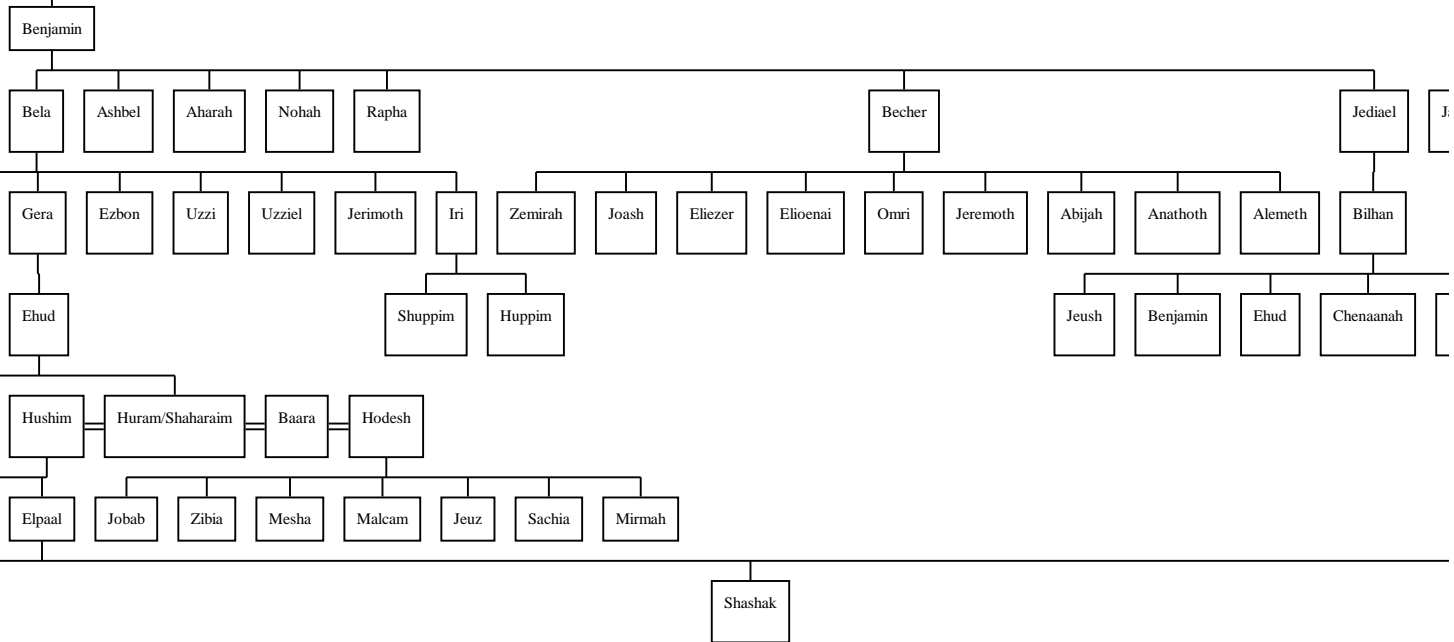 Benjamin
Bela Ashbel Aharah Nohah Rapha Becher Jediael
Gera Ezbon Uzzi Uzziel Jerimoth Iri Zemirah Joash Eliezer Elioenai Omri Jeremoth Abijah Anathoth Alemeth Bilhan
Ehud Shuppim Huppim Jeush Benjamin Ehud Chenaanah
Hushim Huram/Shaharaim Baara Hodesh
Elpaal Jobab Zibia Mesha Malcam Jeuz Sachia Mirmah
Shashak